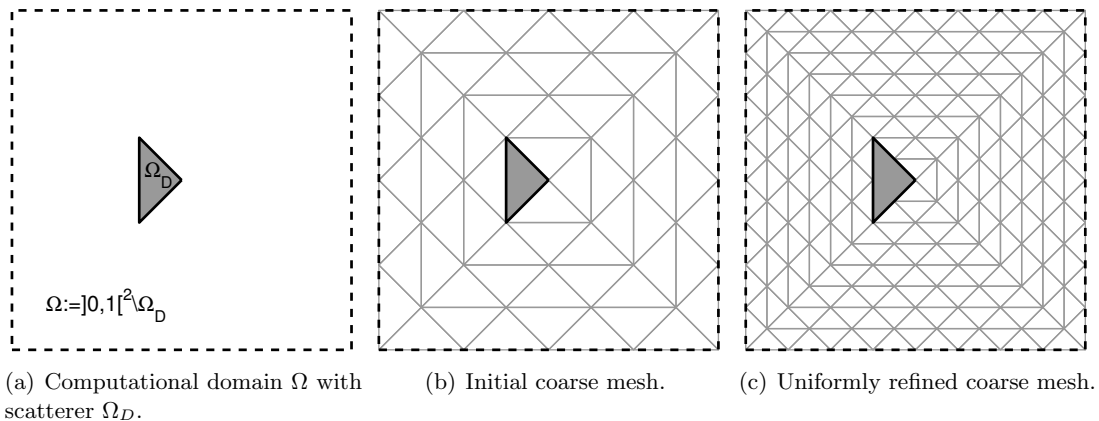 Ω_D
Ω:=]0,1[²\Ω_D
(a) Computational domain Ω with
scatterer Ω_D.
(b) Initial coarse mesh.
(c) Uniformly refined coarse mesh.